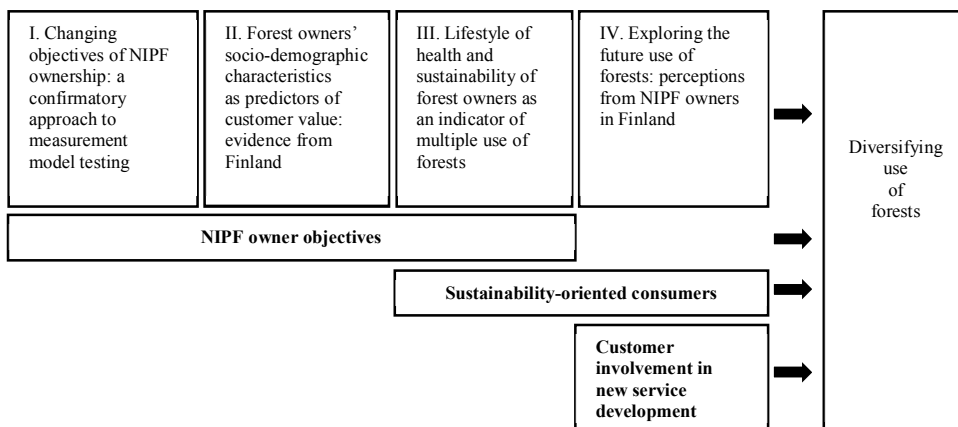 I. Changing
objectives of NIPF
ownership: a
confirmatory
approach to
measurement
model testing
II. Forest owners'
socio-demographic
characteristics
as predictors of
customer value:
evidence from
Finland
III. Lifestyle of
health and
sustainability of
forest owners as
an indicator of
multiple use of
forests
IV. Exploring the
future use of
forests: perceptions
from NIPF owners
in Finland
Diversifying
use
of
forests
NIPF owner objectives
Sustainability-oriented consumers
Customer
involvement in
new service
development